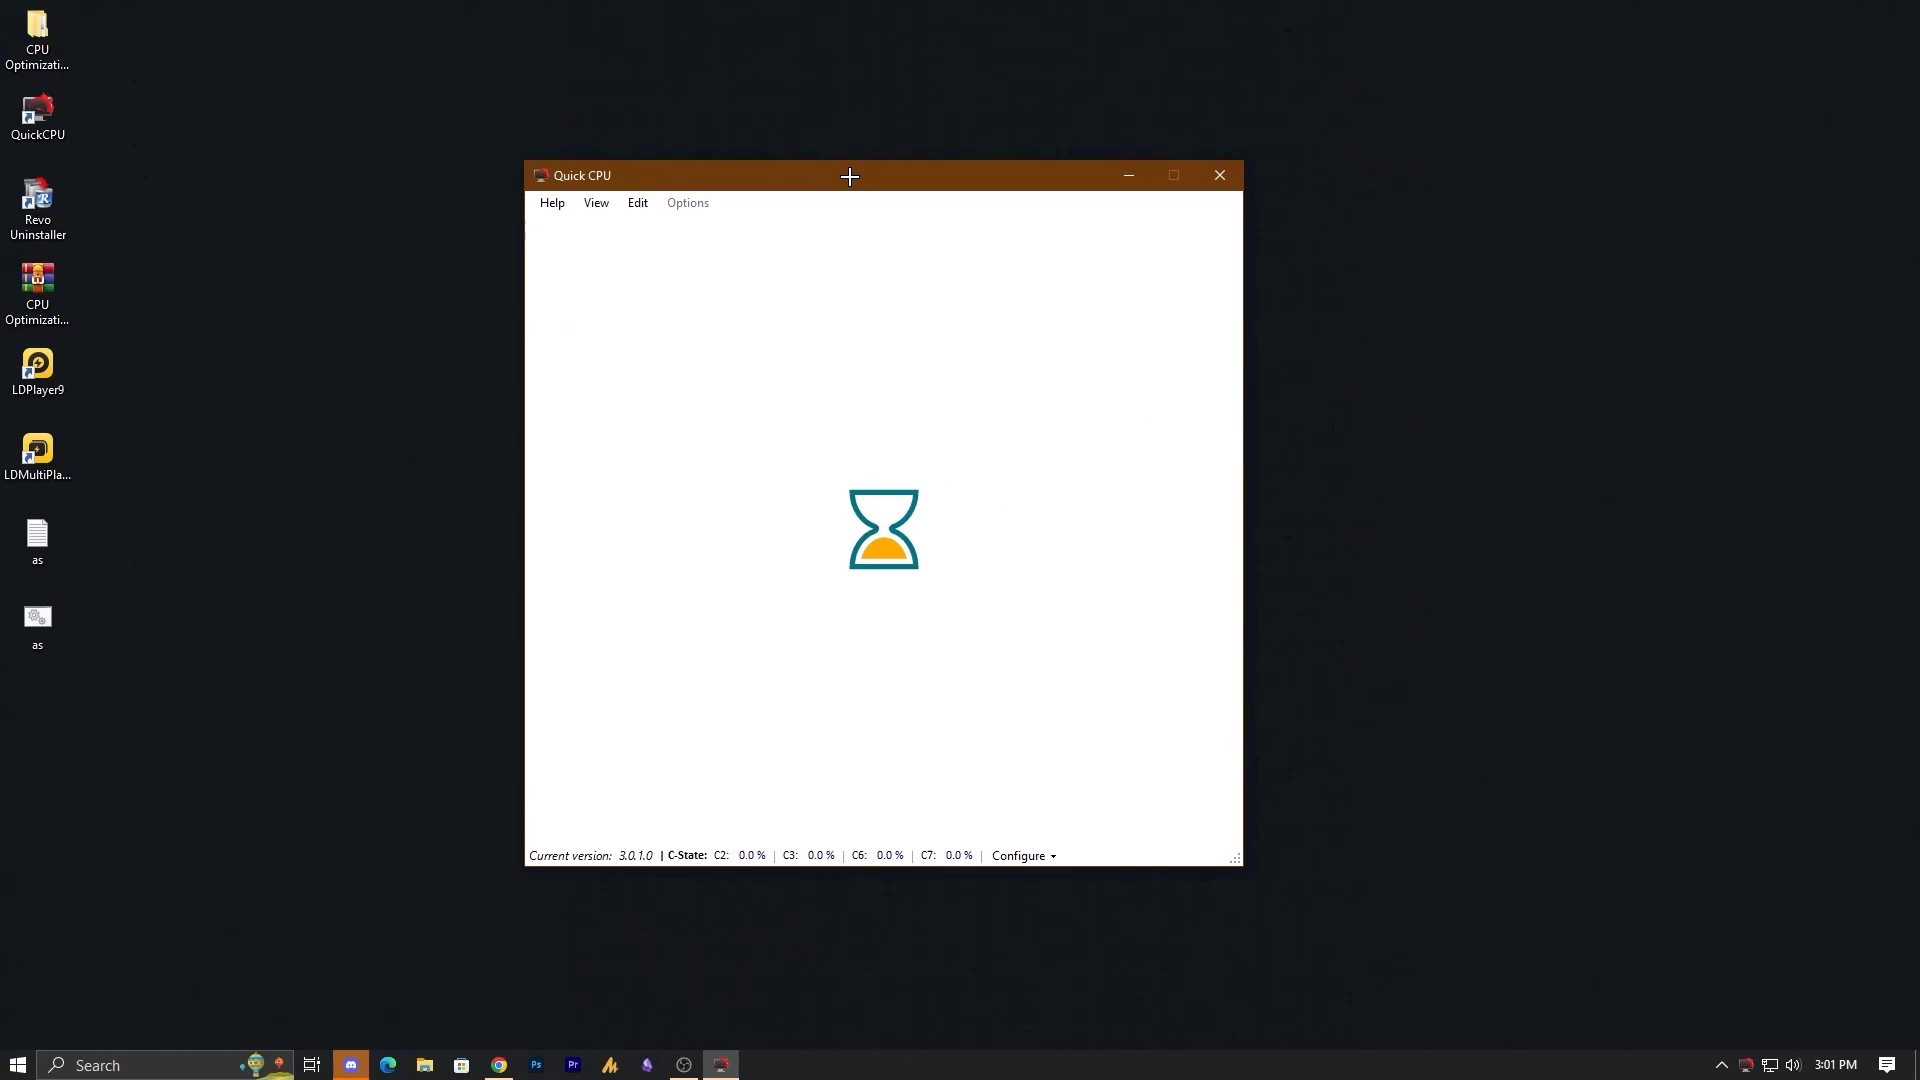 CPU
Optimizati...
QuickCPU
Revo
Uninstaller
CPU
Optimizati...
LDPlayer9
LDMultiPla...
as
as
Quick CPU
Help View Edit Options
Current version: 3.0.1.0 | C-State: C2: 0.0 % | C3: 0.0 % | C6: 0.0 % | C7: 0.0 % | Configure
Search
Ps
Pr
3:01 PM